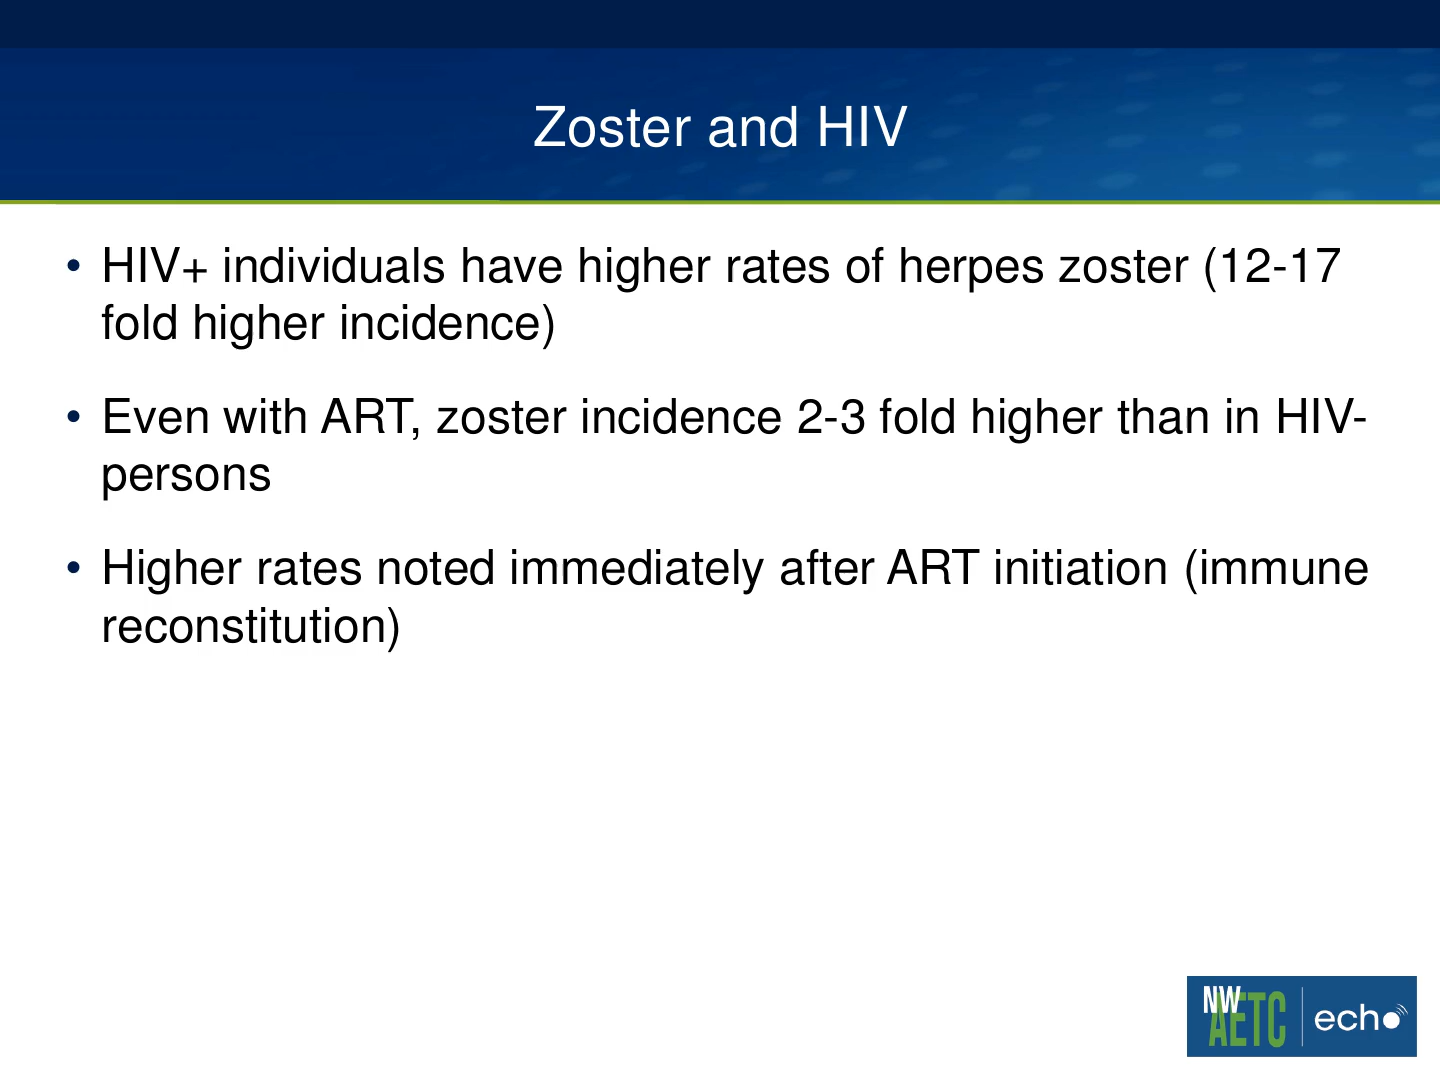 Zoster and HIV
• HIV+ individuals have higher rates of herpes zoster (12-17
fold higher incidence)
• Even with ART, zoster incidence 2-3 fold higher than in HIV-
persons
• Higher rates noted immediately after ART initiation (immune
reconstitution)
NW
AETC
echo